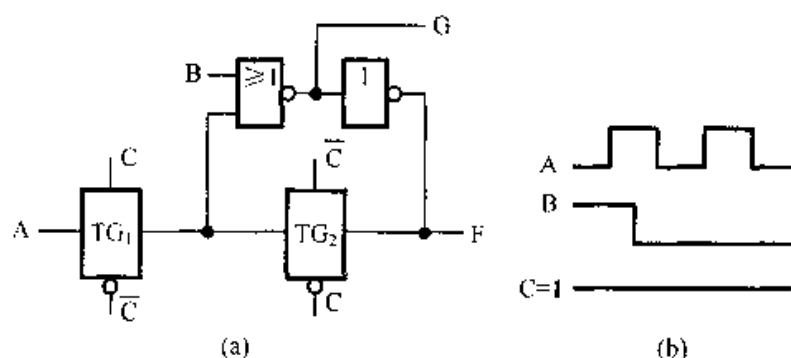 G
B ≥1 1
C C̅
A TG₁ TG₂ F
C̅ C
(a)
A
B
C=1
(b)